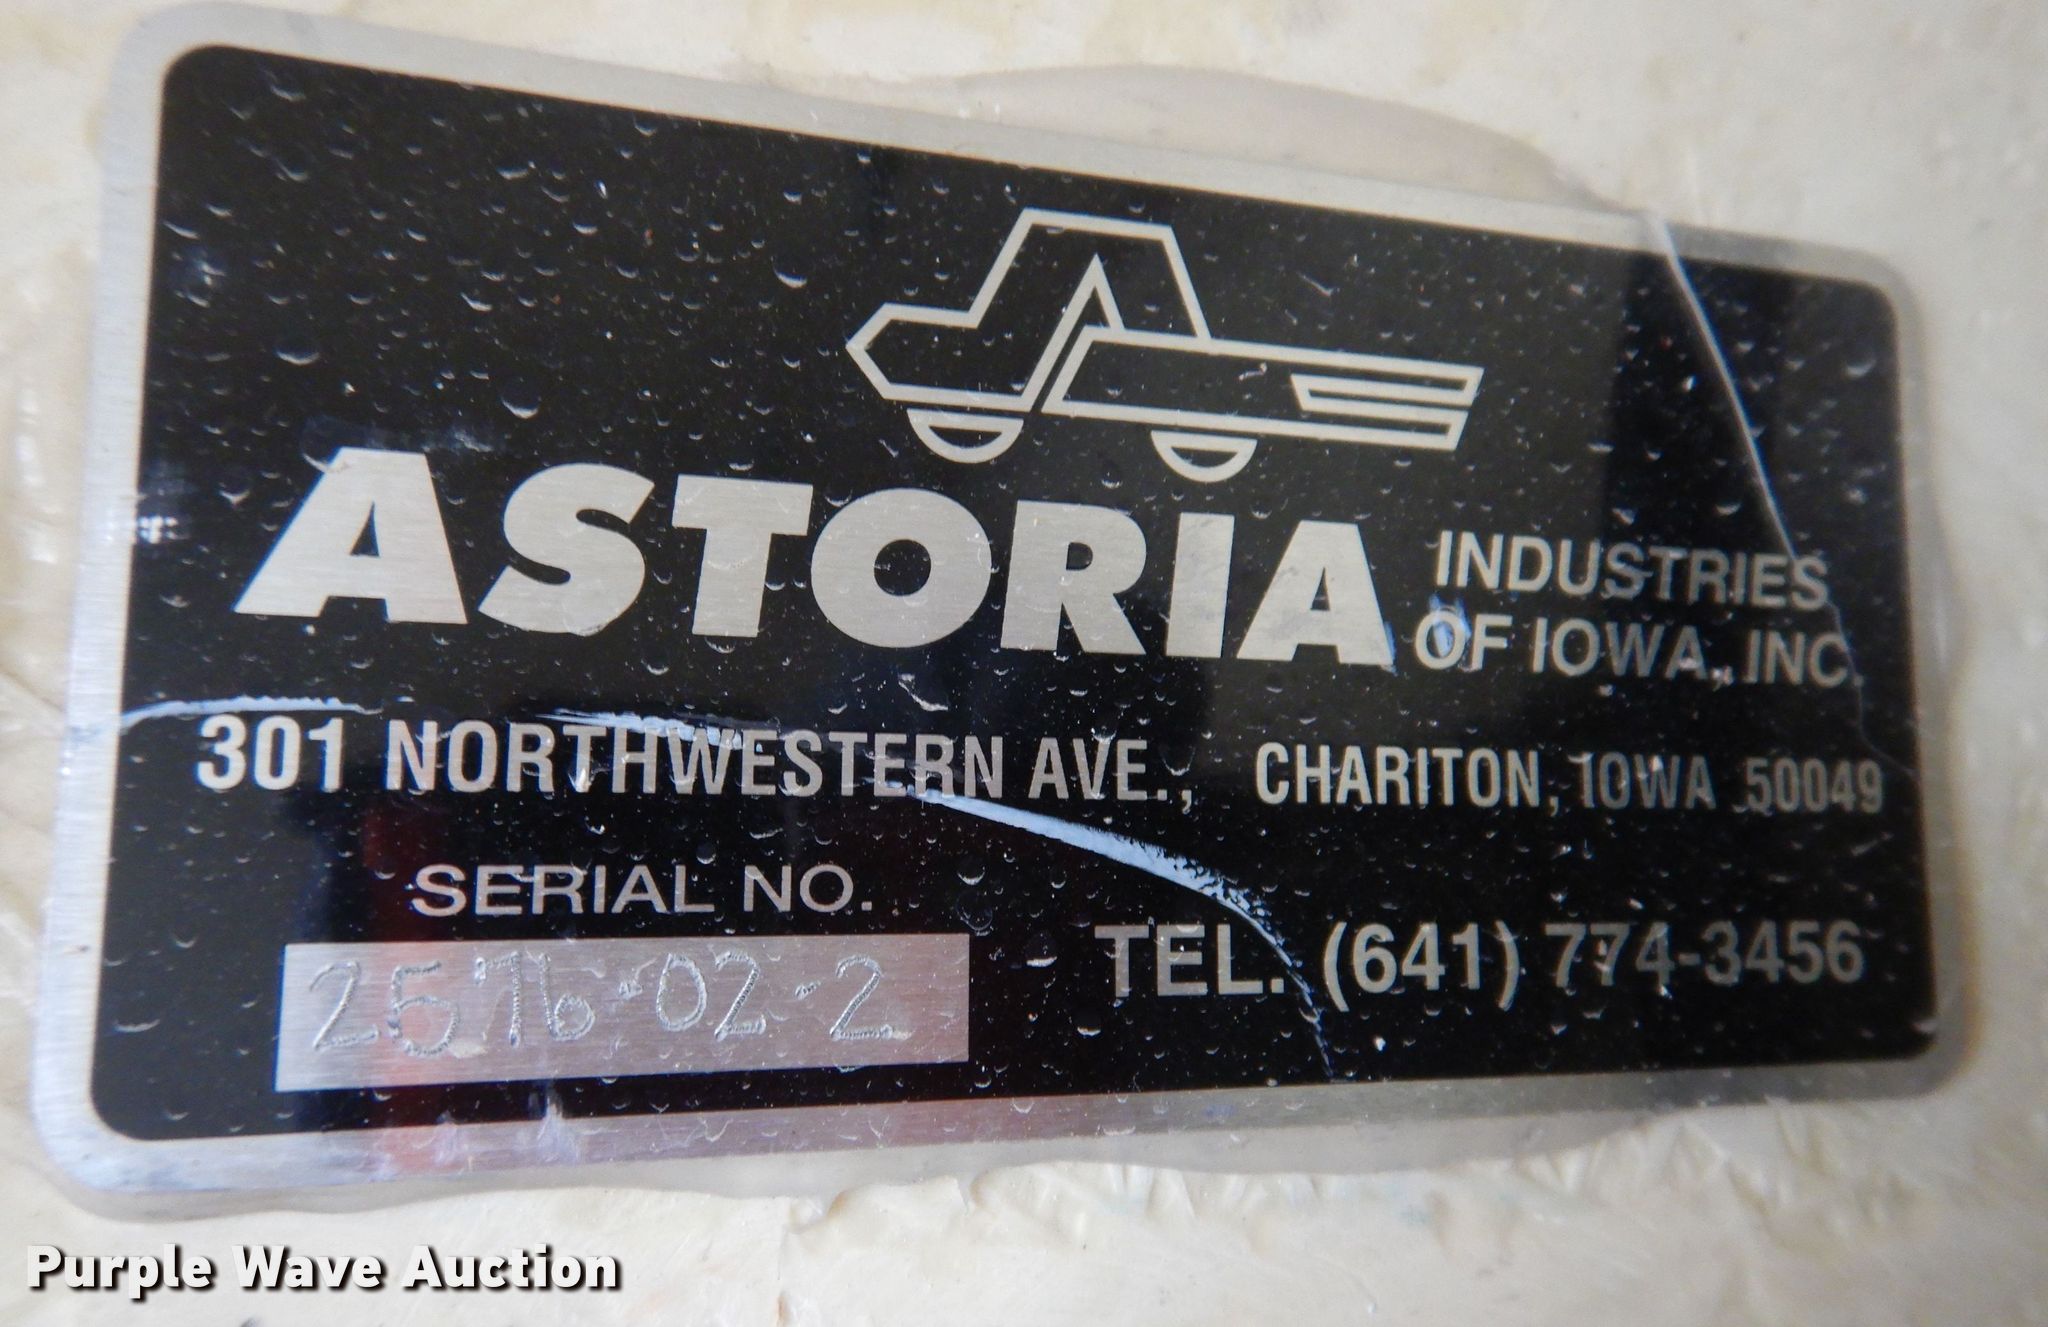 ASTORIA INDUSTRIES
OF IOWA, INC.
301 NORTHWESTERN AVE., CHARITON, IOWA 50049
SERIAL NO.
2576-02-2
TEL. (641) 774-3456
Purple Wave Auction